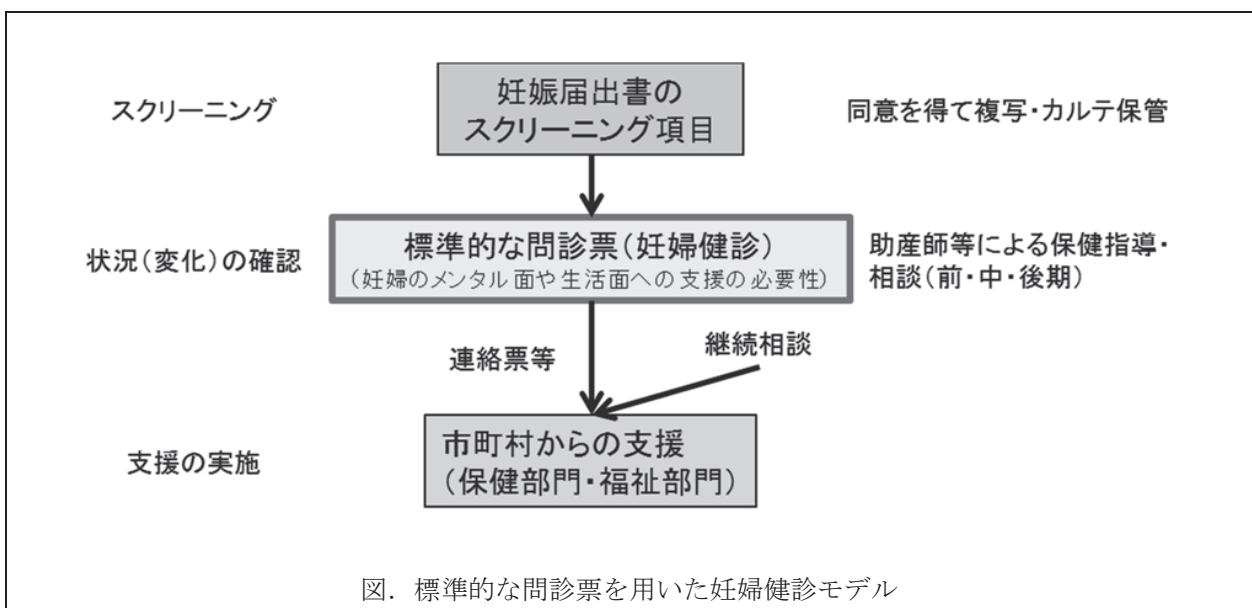 スクリーニング
妊娠届出書の
スクリーニング項目
同意を得て複写・カルテ保管
状況(変化)の確認
標準的な問診票(妊婦健診)
(妊婦のメンタル面や生活面への支援の必要性)
助産師等による保健指導・
相談(前・中・後期)
連絡票等
継続相談
支援の実施
市町村からの支援
(保健部門・福祉部門)
図．標準的な問診票を用いた妊婦健診モデル